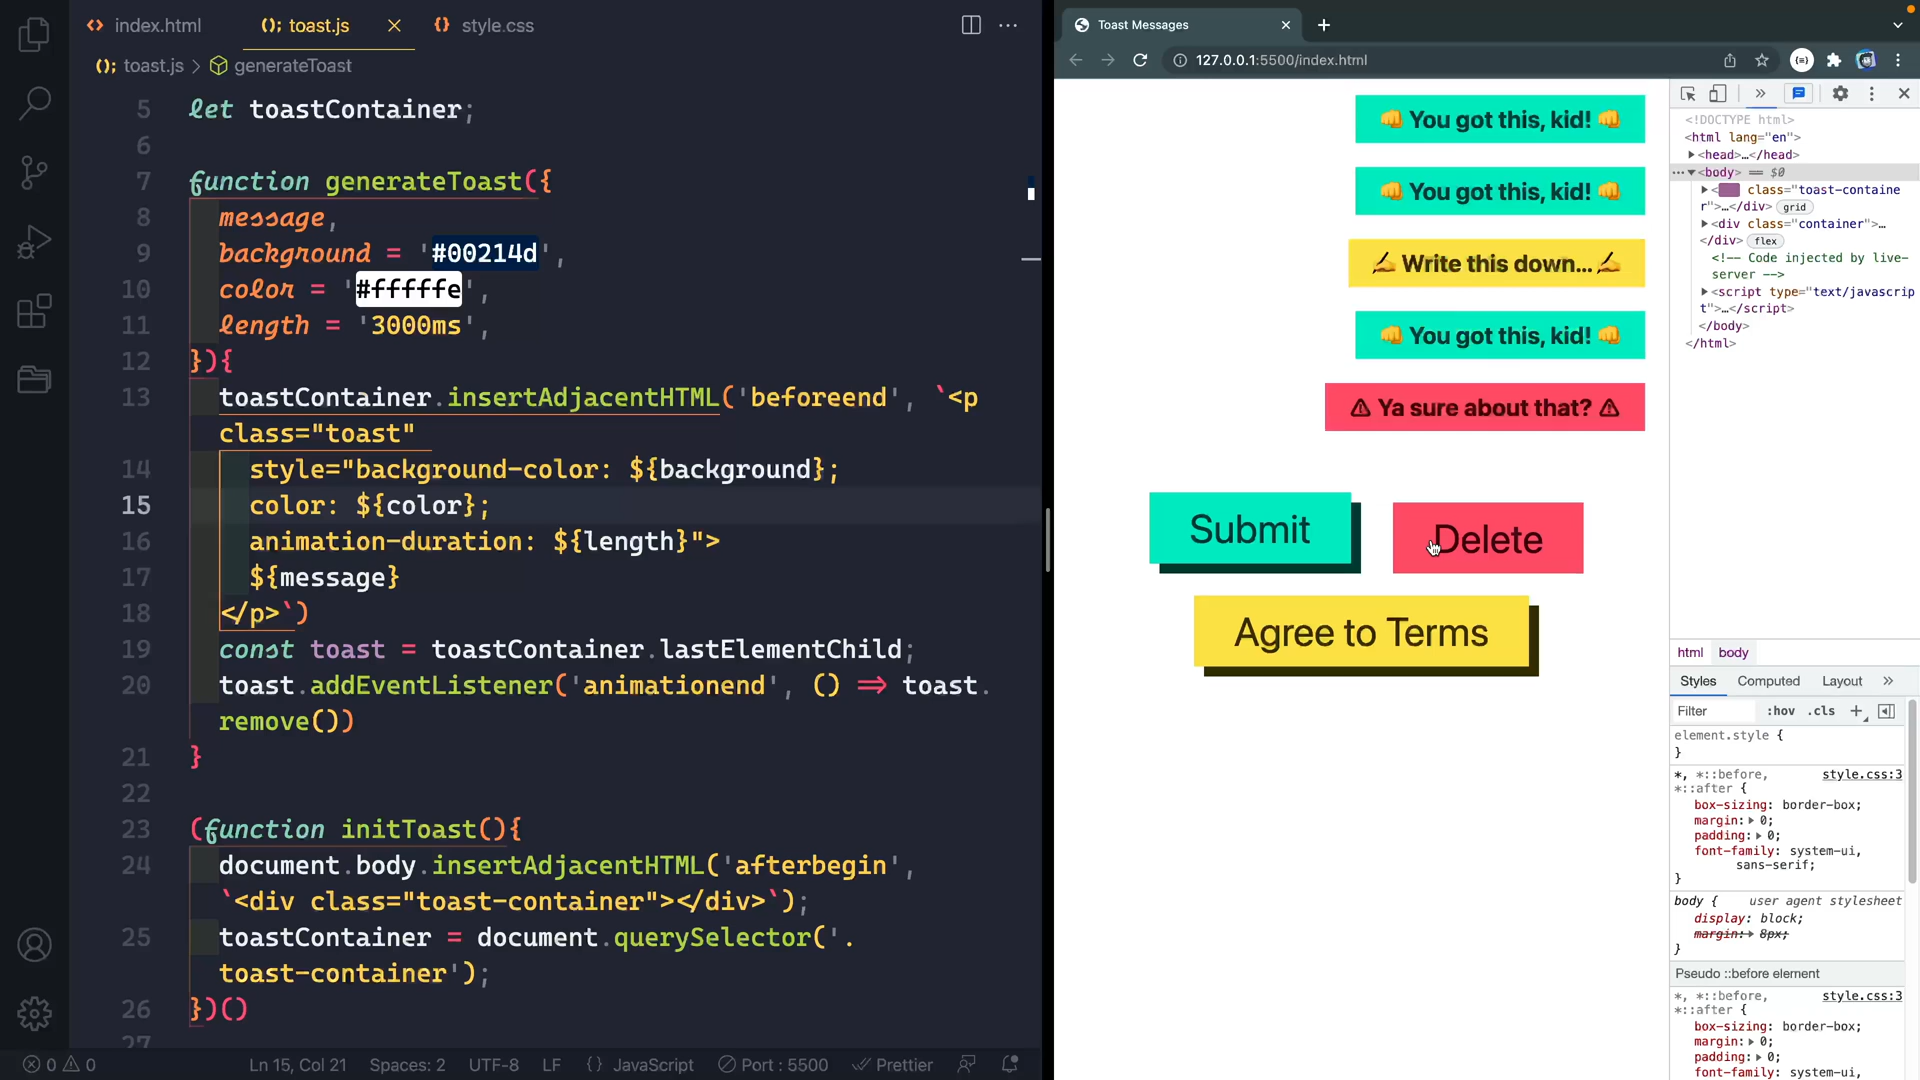 index.html
toast.js
style.css
toast.js > generateToast
5 let toastContainer;
6
7 function generateToast({
8 message,
9 background = '#00214d',
10 color = '#fffffe',
11 length = '3000ms',
12 }){
13 toastContainer.insertAdjacentHTML('beforeend', `<p
class="toast"
14 style="background-color: ${background};
15 color: ${color};
16 animation-duration: ${length}">
17 ${message}
18 </p>`)
19 const toast = toastContainer.lastElementChild;
20 toast.addEventListener('animationend', () => toast.
remove())
21 }
22
23 (function initToast(){
24 document.body.insertAdjacentHTML('afterbegin',
`<div class="toast-container"></div>`);
25 toastContainer = document.querySelector('.
toast-container');
26 })()
27
0 0
Ln 15, Col 21
Spaces: 2
UTF-8
LF
{} JavaScript
Port : 5500
Prettier
Toast Messages
127.0.0.1:5500/index.html
👊 You got this, kid! 👊
👊 You got this, kid! 👊
✍ Write this down... ✍
👊 You got this, kid! 👊
⚠ Ya sure about that? ⚠
Submit
Delete
Agree to Terms
<!DOCTYPE html>
<html lang="en">
<head>…</head>
<body> == $0
< class="toast-containe
r">…</div> grid
<div class="container">…
</div> flex
<!-- Code injected by live-
server -->
<script type="text/javascrip
t">…</script>
</body>
</html>
html body
Styles Computed Layout »
Filter :hov .cls +
element.style {
}
*, *::before, style.css:3
*::after {
box-sizing: border-box;
margin: 0;
padding: 0;
font-family: system-ui,
sans-serif;
}
body { user agent stylesheet
display: block;
margin: 8px;
}
Pseudo ::before element
*, *::before, style.css:3
*::after {
box-sizing: border-box;
margin: 0;
padding: 0;
font-family: system-ui,